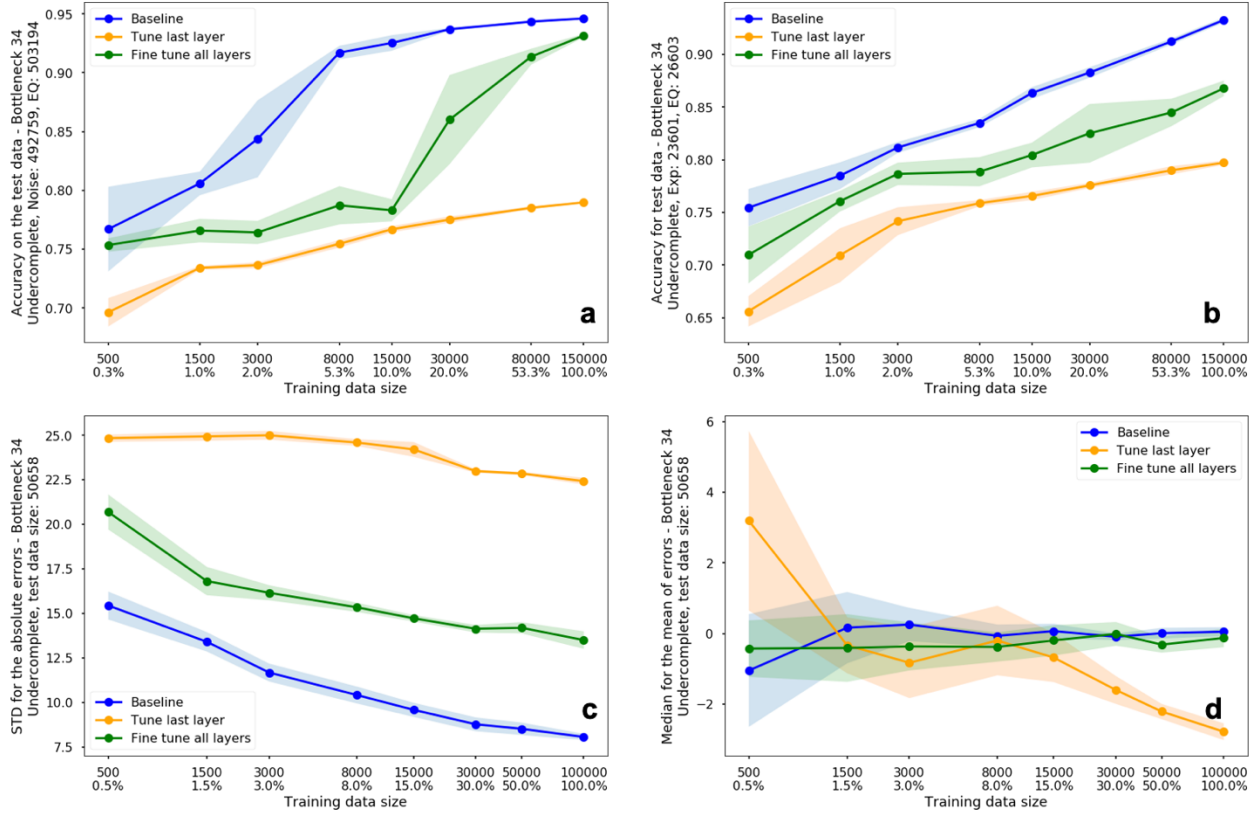 Accuracy on the test data - Bottleneck 34
Undercomplete, Noise: 492759, EQ: 503194
0.95
0.90
0.85
0.80
0.75
0.70
Baseline
Tune last layer
Fine tune all layers
a
500 1500 3000 8000 15000 30000 80000 150000
0.3% 1.0% 2.0% 5.3% 10.0% 20.0% 53.3% 100.0%
Training data size
Accuracy for test data - Bottleneck 34
Undercomplete, Exp: 23601, EQ: 26603
0.90
0.85
0.80
0.75
0.70
0.65
Baseline
Tune last layer
Fine tune all layers
b
500 1500 3000 8000 15000 30000 80000 150000
0.3% 1.0% 2.0% 5.3% 10.0% 20.0% 53.3% 100.0%
Training data size
STD for the absolute errors - Bottleneck 34
Undercomplete, test data size: 50658
25.0
22.5
20.0
17.5
15.0
12.5
10.0
7.5
Baseline
Tune last layer
Fine tune all layers
c
500 1500 3000 8000 15000 30000 50000 100000
0.5% 1.5% 3.0% 8.0% 15.0% 30.0% 50.0% 100.0%
Training data size
Median for the mean of errors - Bottleneck 34
Undercomplete, test data size: 50658
6
4
2
0
−2
Baseline
Tune last layer
Fine tune all layers
d
500 1500 3000 8000 15000 30000 50000 100000
0.5% 1.5% 3.0% 8.0% 15.0% 30.0% 50.0% 100.0%
Training data size